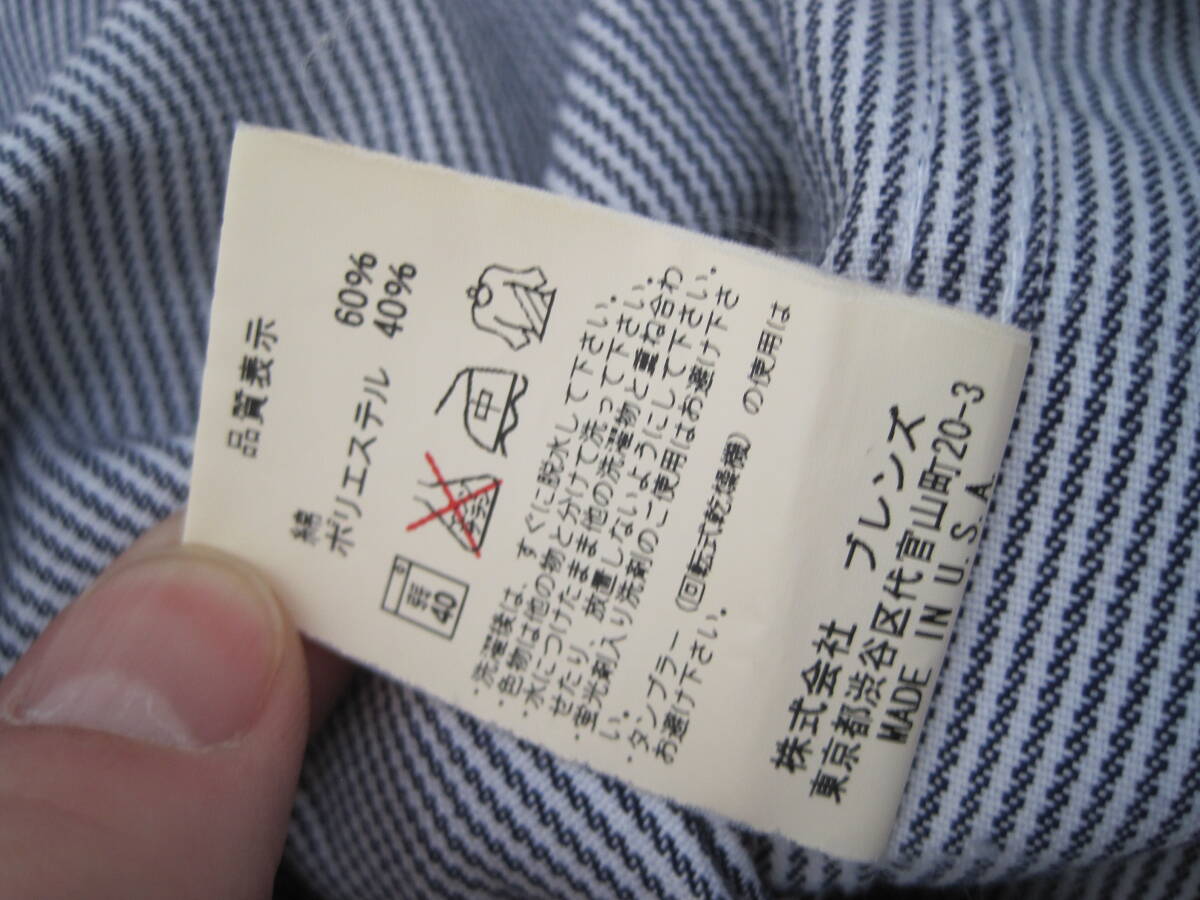 品質表示
綿 60%
ポリエステル 40%
弱
40
エンソサラシ
中
・洗濯後は、すぐに脱水して下さい。
・色物は他の物と分けて洗って下さい。
・水につけたまま他の洗濯物と重ね合わ
せたり、放置しないようにして下さい。
・蛍光剤入り洗剤のご使用はお避け下さ
い。
・タンブラー(回転式乾燥機)の使用は
お避け下さい。
株式会社 ブレンズ
東京都渋谷区代官山町20-3
MADE IN U.S.A.